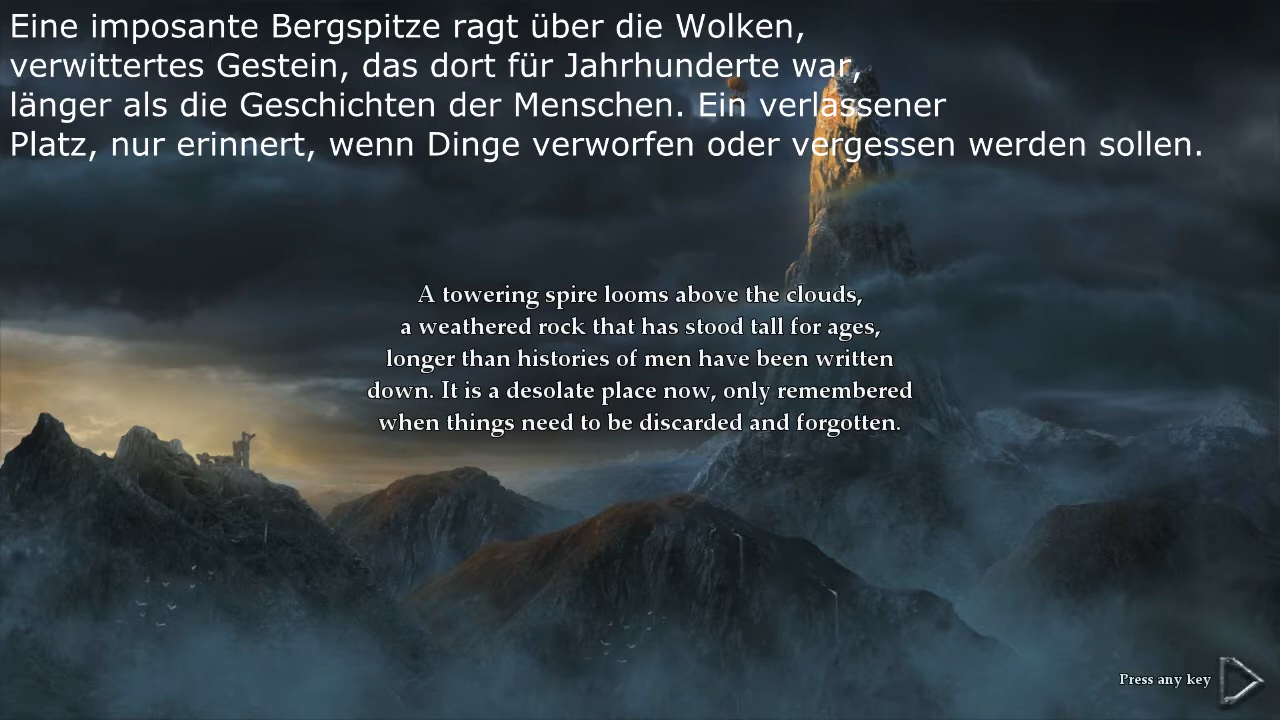 Eine imposante Bergspitze ragt über die Wolken,
verwittertes Gestein, das dort für Jahrhunderte war,
länger als die Geschichten der Menschen. Ein verlassener
Platz, nur erinnert, wenn Dinge verworfen oder vergessen werden sollen.
A towering spire looms above the clouds,
a weathered rock that has stood tall for ages,
longer than histories of men have been written
down. It is a desolate place now, only remembered
when things need to be discarded and forgotten.
Press any key